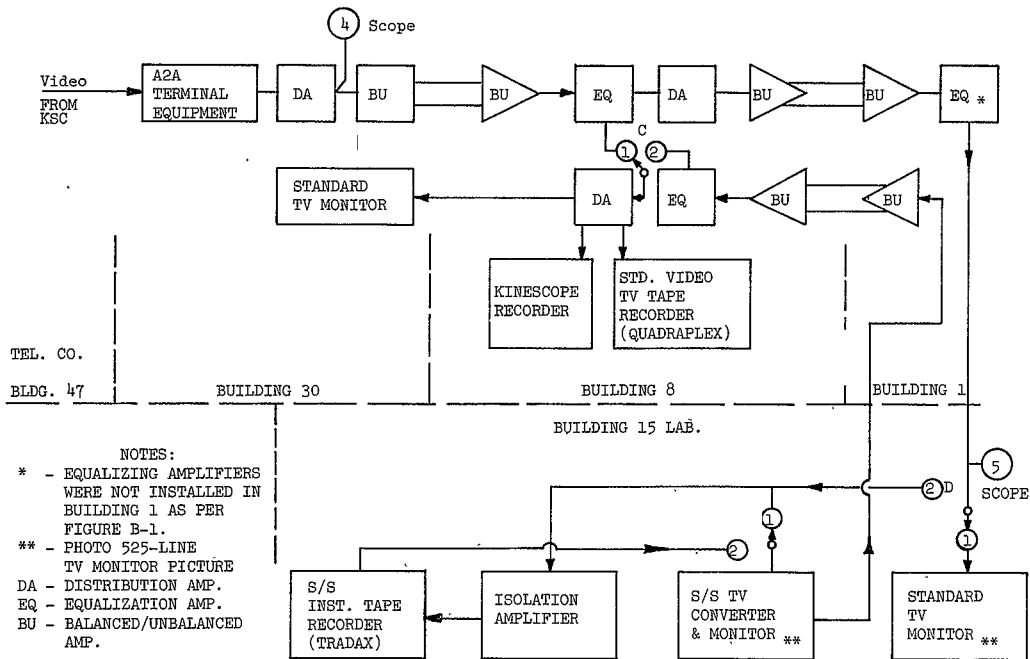 4 Scope
Video
FROM
KSC
A2A
TERMINAL
EQUIPMENT
DA
BU
BU
EQ
DA
BU
BU
EQ *
C
1
2
STANDARD
TV MONITOR
DA
EQ
BU
BU
KINESCOPE
RECORDER
STD. VIDEO
TV TAPE
RECORDER
(QUADRAPLEX)
TEL. CO.
BLDG. 47
BUILDING 30
BUILDING 8
BUILDING 1
BUILDING 15 LAB.
NOTES:
* - EQUALIZING AMPLIFIERS
WERE NOT INSTALLED IN
BUILDING 1 AS PER
FIGURE B-1.
** - PHOTO 525-LINE
TV MONITOR PICTURE
DA - DISTRIBUTION AMP.
EQ - EQUALIZATION AMP.
BU - BALANCED/UNBALANCED
AMP.
5
SCOPE
2 D
1
2
1
S/S
INST. TAPE
RECORDER
(TRADAX)
ISOLATION
AMPLIFIER
S/S TV
CONVERTER
& MONITOR **
STANDARD
TV
MONITOR **